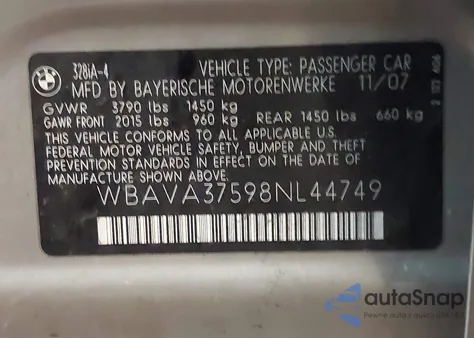 BMW
328iA-4 VEHICLE TYPE: PASSENGER CAR
MFD BY BAYERISCHE MOTORENWERKE 11/07
GVWR 3790 lbs 1450 kg
GAWR FRONT 2015 lbs 960 kg REAR 1450 lbs 660 kg
THIS VEHICLE CONFORMS TO ALL APPLICABLE U.S.
FEDERAL MOTOR VEHICLE SAFETY, BUMPER AND THEFT
PREVENTION STANDARDS IN EFFECT ON THE DATE
OF MANUFACTURE SHOWN ABOVE.
WBAVA37598NL44749
autoSnap